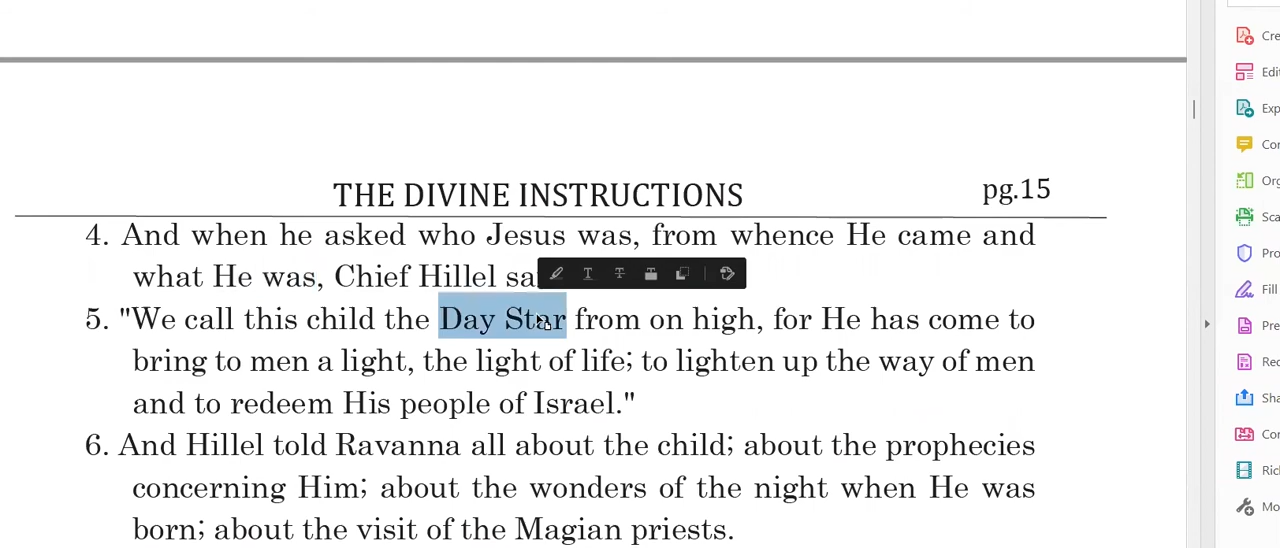 THE DIVINE INSTRUCTIONS
pg.15
4. And when he asked who Jesus was, from whence He came and
what He was, Chief Hillel
5. "We call this child the Day Star from on high, for He has come to
bring to men a light, the light of life; to lighten up the way of men
and to redeem His people of Israel."
6. And Hillel told Ravanna all about the child; about the prophecies
concerning Him; about the wonders of the night when He was
born; about the visit of the Magian priests.